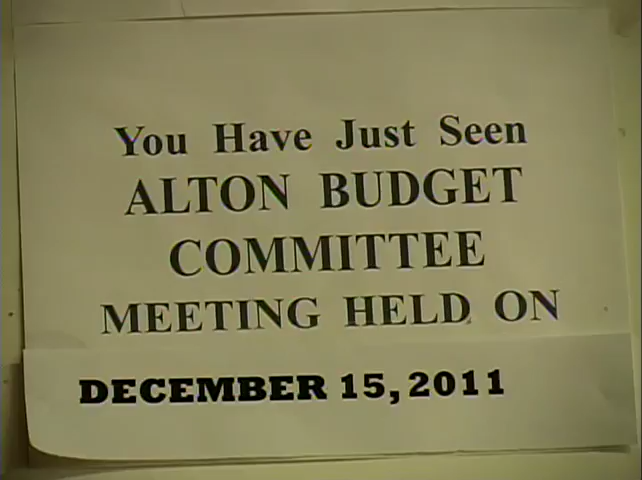 You Have Just Seen
ALTON BUDGET
COMMITTEE
MEETING HELD ON
DECEMBER 15, 2011